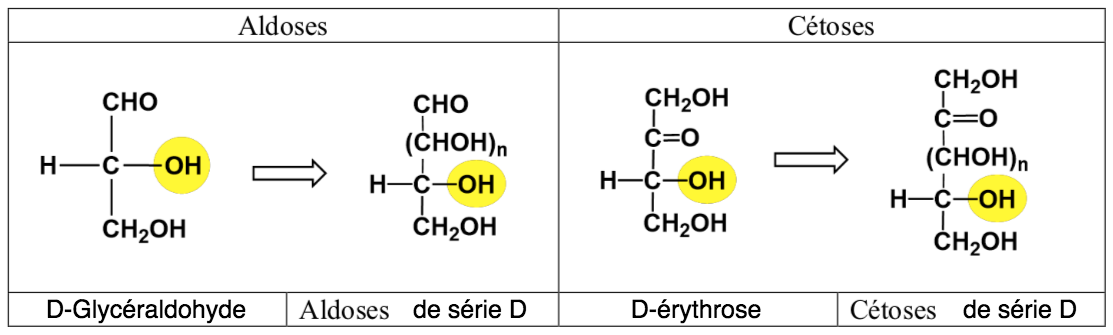 Aldoses
Cétoses
CHO
H C OH
CH₂OH
CHO
(CHOH)n
H C OH
CH₂OH
CH₂OH
C=O
H C OH
CH₂OH
CH₂OH
C=O
(CHOH)n
H C OH
CH₂OH
D-Glycéraldohyde
Aldoses de série D
D-érythrose
Cétoses de série D